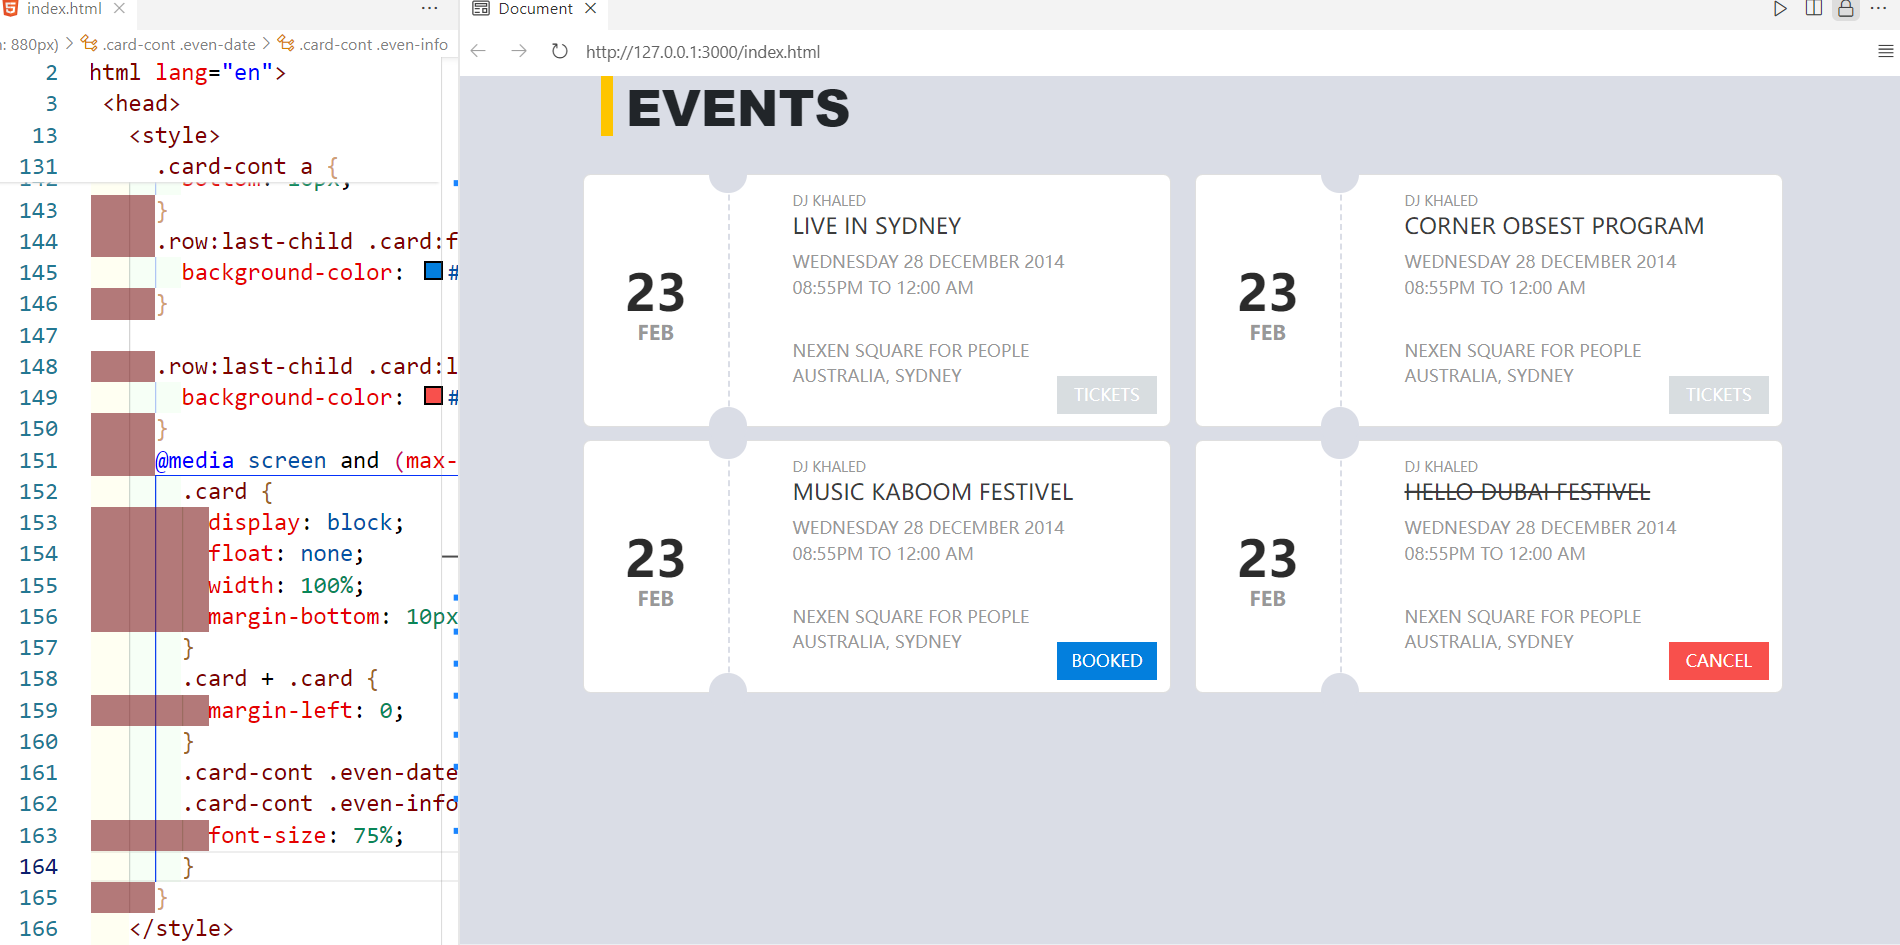 index.html
Document
n: 880px) > .card-cont .even-date > .card-cont .even-info
http://127.0.0.1:3000/index.html
2 html lang="en">
3 <head>
13 <style>
131 .card-cont a {
143 }
144 .row:last-child .card:f
145 background-color: #
146 }
147
148 .row:last-child .card:l
149 background-color: #
150 }
151 @media screen and (max-
152 .card {
153 display: block;
154 float: none;
155 width: 100%;
156 margin-bottom: 10px
157 }
158 .card + .card {
159 margin-left: 0;
160 }
161 .card-cont .even-date
162 .card-cont .even-info
163 font-size: 75%;
164 }
165 }
166 </style>
EVENTS
23
FEB
DJ KHALED
LIVE IN SYDNEY
WEDNESDAY 28 DECEMBER 2014
08:55PM TO 12:00 AM
NEXEN SQUARE FOR PEOPLE
AUSTRALIA, SYDNEY
TICKETS
23
FEB
DJ KHALED
CORNER OBSEST PROGRAM
WEDNESDAY 28 DECEMBER 2014
08:55PM TO 12:00 AM
NEXEN SQUARE FOR PEOPLE
AUSTRALIA, SYDNEY
TICKETS
23
FEB
DJ KHALED
MUSIC KABOOM FESTIVEL
WEDNESDAY 28 DECEMBER 2014
08:55PM TO 12:00 AM
NEXEN SQUARE FOR PEOPLE
AUSTRALIA, SYDNEY
BOOKED
23
FEB
DJ KHALED
HELLO DUBAI FESTIVEL
WEDNESDAY 28 DECEMBER 2014
08:55PM TO 12:00 AM
NEXEN SQUARE FOR PEOPLE
AUSTRALIA, SYDNEY
CANCEL